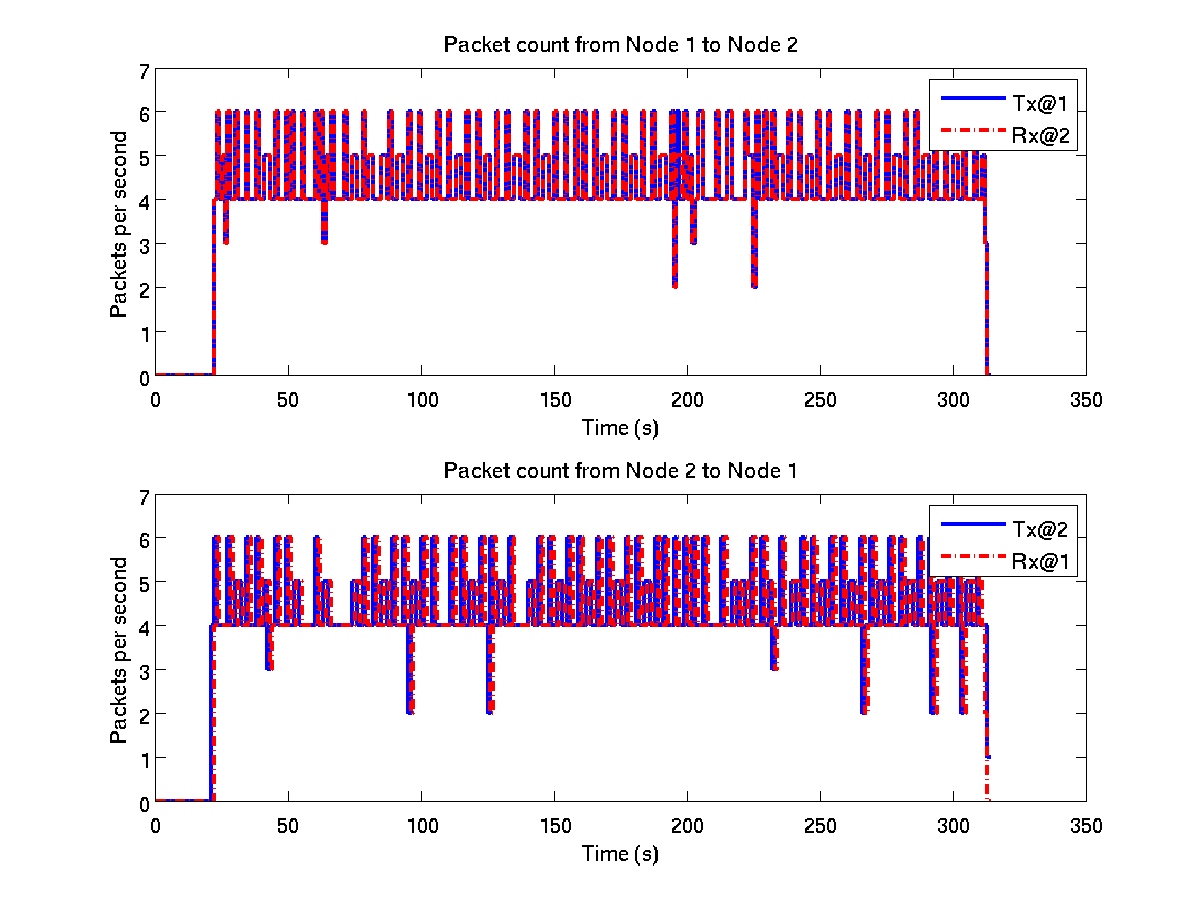 Packet count from Node 1 to Node 2
7
6
5
4
3
2
1
0
Packets per second
Tx@1
Rx@2
0 50 100 150 200 250 300 350
Time (s)
Packet count from Node 2 to Node 1
7
6
5
4
3
2
1
0
Packets per second
Tx@2
Rx@1
0 50 100 150 200 250 300 350
Time (s)